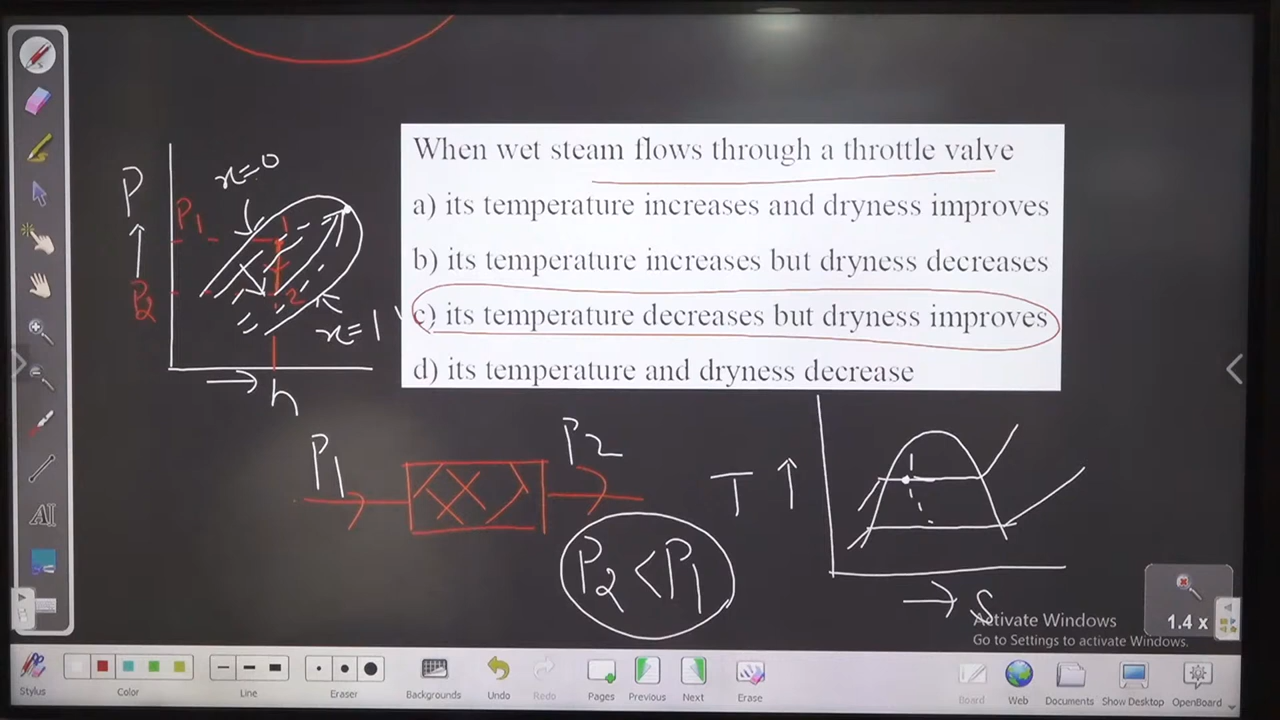 When wet steam flows through a throttle valve
a) its temperature increases and dryness improves
b) its temperature increases but dryness decreases
c) its temperature decreases but dryness improves
d) its temperature and dryness decrease
P
x=0
P1
1
P2
2
x=1
h
P1
P2
P2 < P1
T
S
Activate Windows
Go to Settings to activate Windows.
1.4 x
AI
Stylus
Color
Line
Eraser
Backgrounds
Undo
Redo
Pages
Previous
Next
Erase
Board
Web
Documents
Show Desktop
OpenBoard